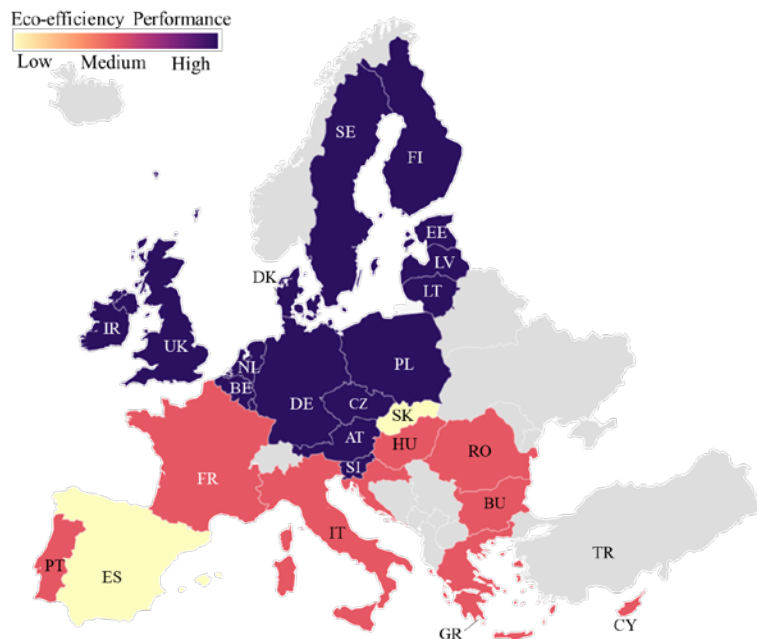 Eco-efficiency Performance
Low Medium High
SE
FI
EE
LV
DK
LT
IR
UK
NL
PL
BE
DE
CZ
SK
AT
HU
RO
SI
FR
BU
IT
TR
PT
ES
CY
GR